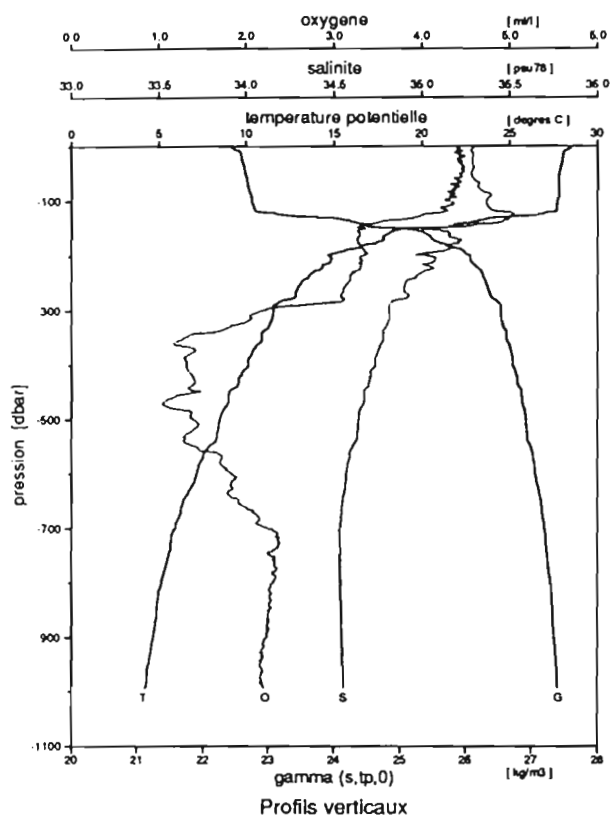 oxygene [ ml/l ]
0.0 1.0 2.0 3.0 4.0 5.0 6.0
salinite [ psu78 ]
33.0 33.5 34.0 34.5 35.0 35.5 36.0
temperature potentielle [ degres C ]
0 5 10 15 20 25 30
-100
-300
-500
-700
-900
-1100
pression [dbar]
T O S G
20 21 22 23 24 25 26 27 28
gamma (s,tp,0) [ kg/m3 ]
Profils verticaux